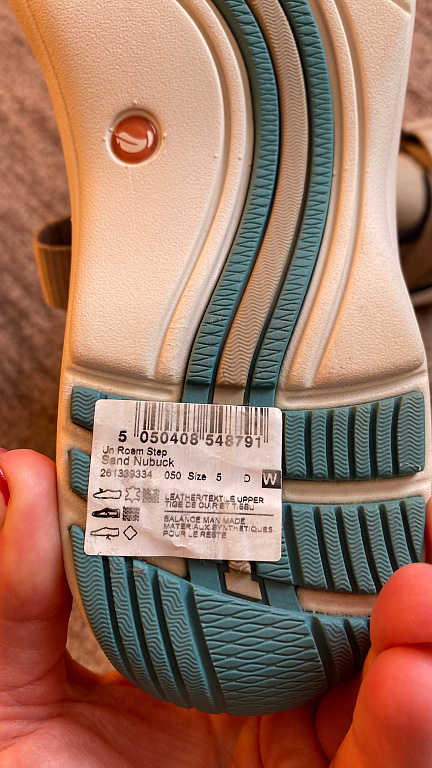 5 050408 548791
Un Roam Step
Sand Nubuck
261339334 050 Size 5 D W
LEATHER/TEXTILE UPPER
TIGE DE CUIR ET TISSU
BALANCE MAN MADE
MATERIAUX SYNTHETIQUES
POUR LE RESTE